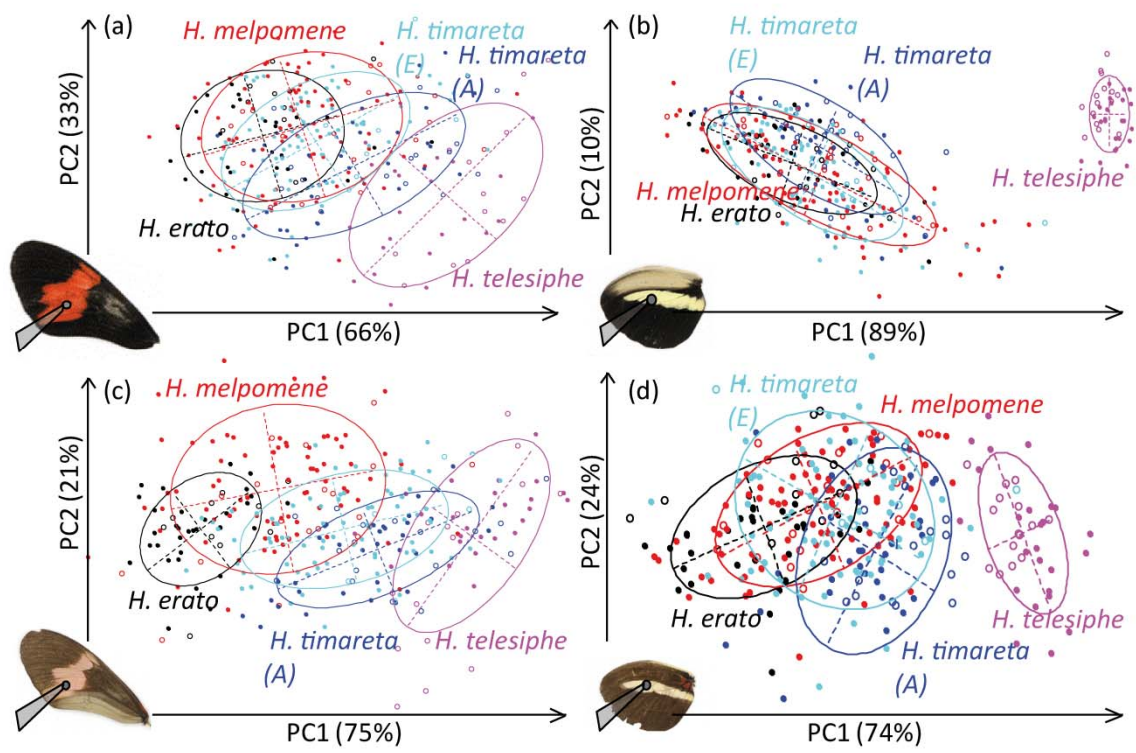 (a)
H. melpomene
H. timareta
(E)
H. timareta
(A)
PC2 (33%)
H. erato
H. telesiphe
PC1 (66%)
(b)
H. timareta
(E)
H. timareta
(A)
PC2 (10%)
H. melpomene
H. erato
H. telesiphe
PC1 (89%)
(c)
H. melpomene
PC2 (21%)
H. erato
H. timareta
(A)
H. telesiphe
PC1 (75%)
(d)
H. timareta
(E)
H. melpomene
PC2 (24%)
H. erato
H. telesiphe
H. timareta
(A)
PC1 (74%)